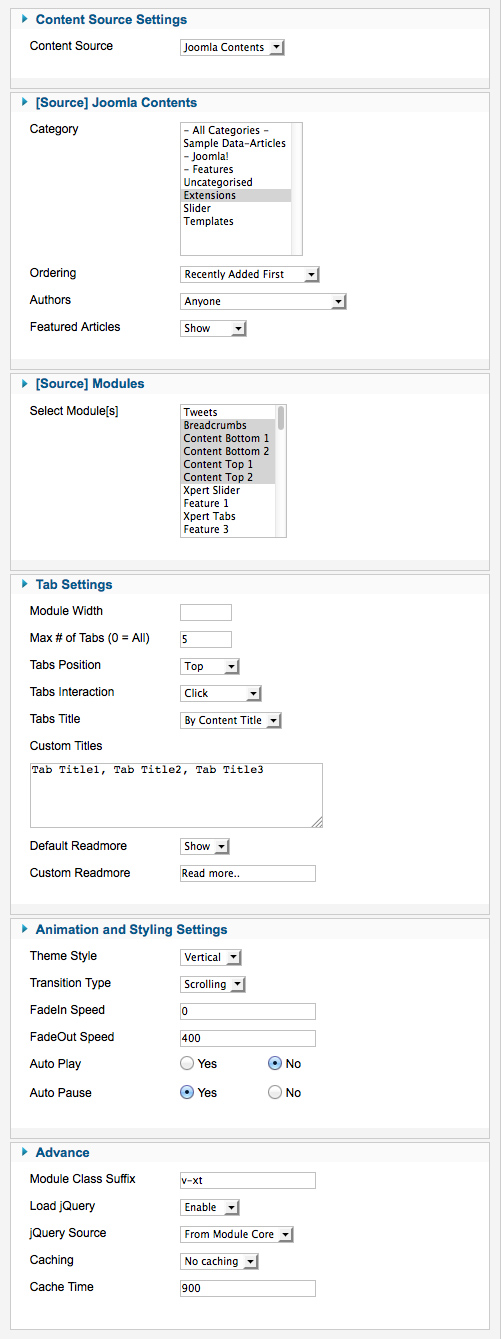 Content Source Settings
Content Source Joomla Contents
[Source] Joomla Contents
Category
- All Categories -
Sample Data-Articles
- Joomla!
- Features
Uncategorised
Extensions
Slider
Templates
Ordering Recently Added First
Authors Anyone
Featured Articles Show
[Source] Modules
Select Module[s]
Tweets
Breadcrumbs
Content Bottom 1
Content Bottom 2
Content Top 1
Content Top 2
Xpert Slider
Feature 1
Xpert Tabs
Feature 3
Tab Settings
Module Width
Max # of Tabs (0 = All) 5
Tabs Position Top
Tabs Interaction Click
Tabs Title By Content Title
Custom Titles
Tab Title1, Tab Title2, Tab Title3
Default Readmore Show
Custom Readmore Read more..
Animation and Styling Settings
Theme Style Vertical
Transition Type Scrolling
FadeIn Speed 0
FadeOut Speed 400
Auto Play Yes No
Auto Pause Yes No
Advance
Module Class Suffix v-xt
Load jQuery Enable
jQuery Source From Module Core
Caching No caching
Cache Time 900